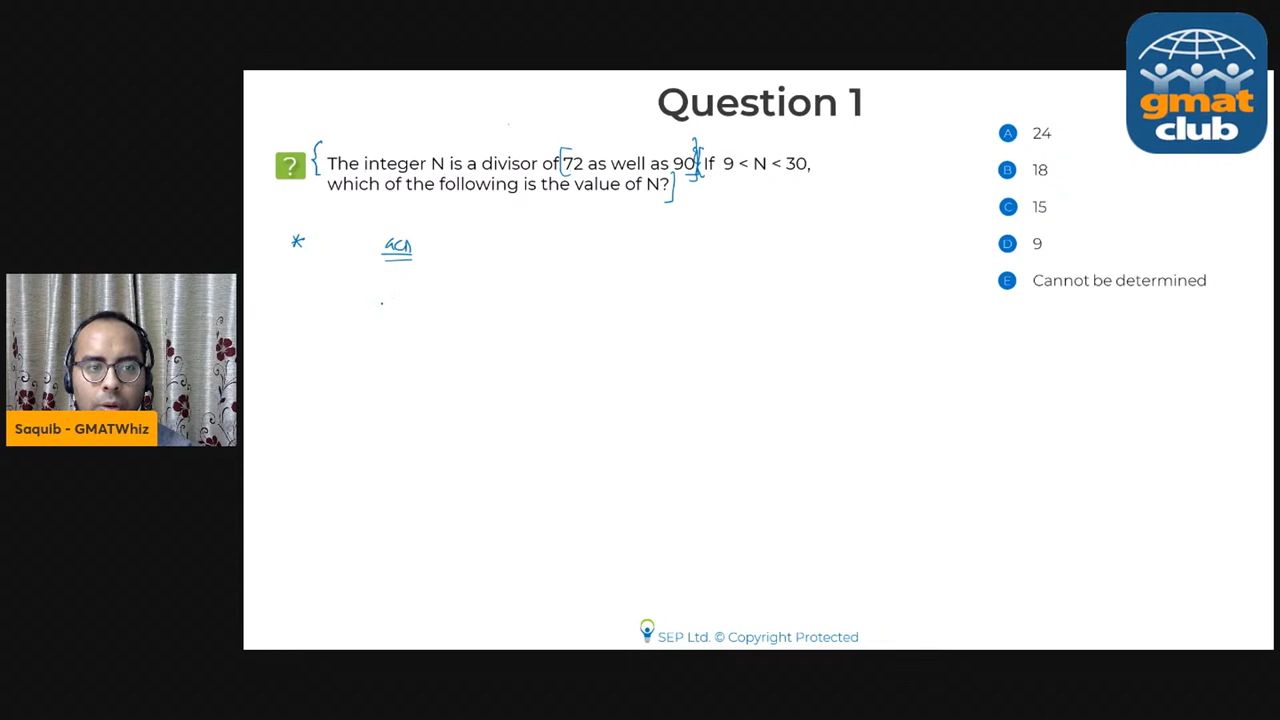 gmat
club
Question 1
?
The integer N is a divisor of 72 as well as 90. If 9 < N < 30,
which of the following is the value of N?
A 24
B 18
C 15
D 9
E Cannot be determined
*
Saquib - GMATWhiz
SEP Ltd. © Copyright Protected